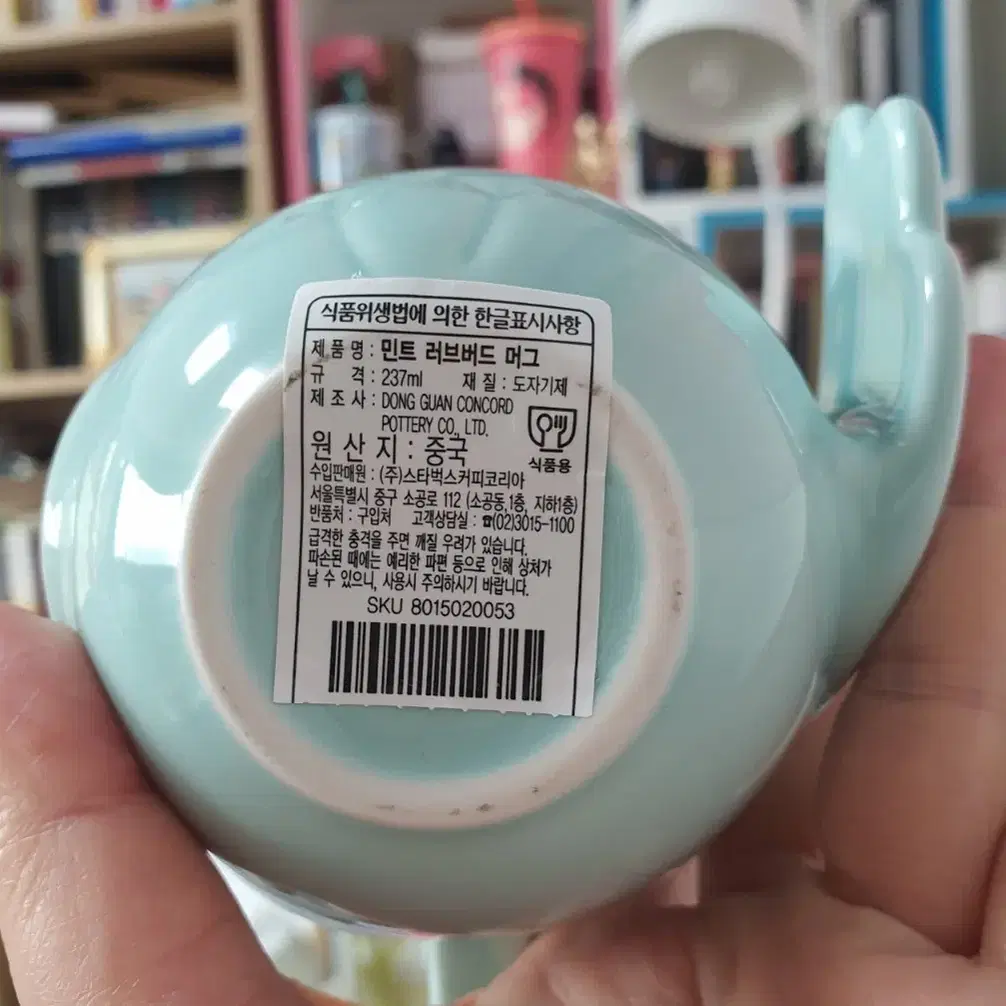 식품위생법에 의한 한글표시사항
제 품 명 : 민트 러브버드 머그
규 격 : 237ml 재 질 : 도자기제
제 조 사 : DONG GUAN CONCORD
POTTERY CO., LTD.
원 산 지 : 중국
식품용
수입판매원 : (주)스타벅스커피코리아
서울특별시 중구 소공로 112 (소공동,1층, 지하1층)
반품처 : 구입처 고객상담실 : ☎(02)3015-1100
급격한 충격을 주면 깨질 우려가 있습니다.
파손된 때에는 예리한 파편 등으로 인해 상처가
날 수 있으니, 사용시 주의하시기 바랍니다.
SKU 8015020053